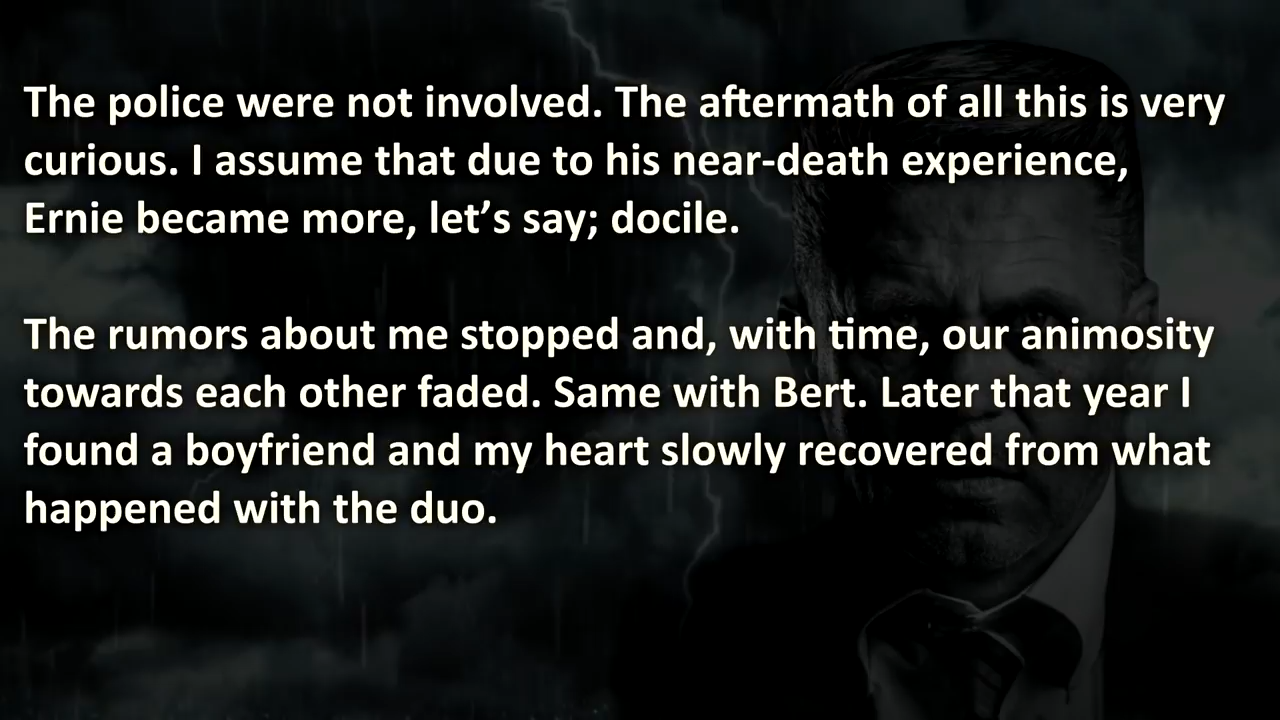 The police were not involved. The aftermath of all this is very
curious. I assume that due to his near-death experience,
Ernie became more, let’s say; docile.
The rumors about me stopped and, with time, our animosity
towards each other faded. Same with Bert. Later that year I
found a boyfriend and my heart slowly recovered from what
happened with the duo.